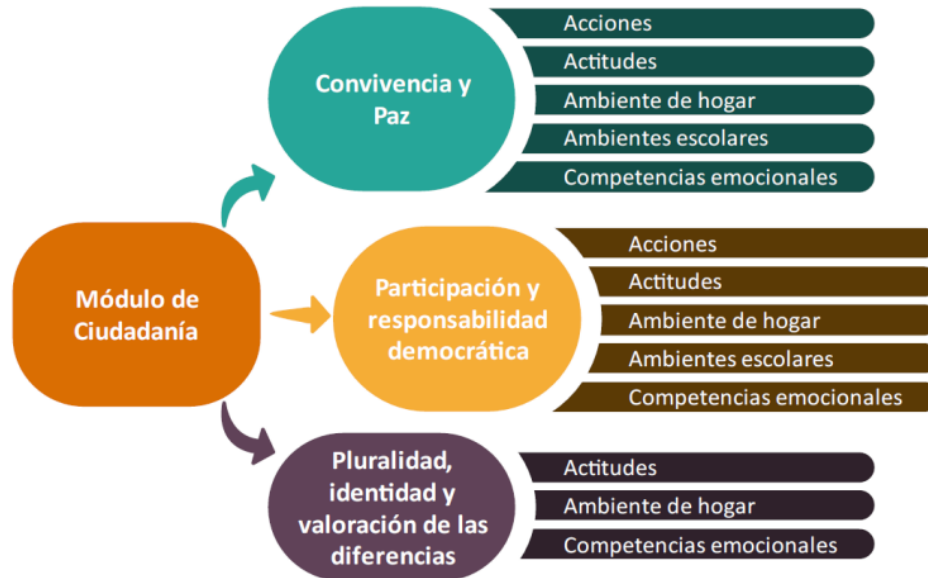 Módulo de
Ciudadanía
Convivencia y
Paz
Acciones
Actitudes
Ambiente de hogar
Ambientes escolares
Competencias emocionales
Participación y
responsabilidad
democrática
Acciones
Actitudes
Ambiente de hogar
Ambientes escolares
Competencias emocionales
Pluralidad,
identidad y
valoración de las
diferencias
Actitudes
Ambiente de hogar
Competencias emocionales